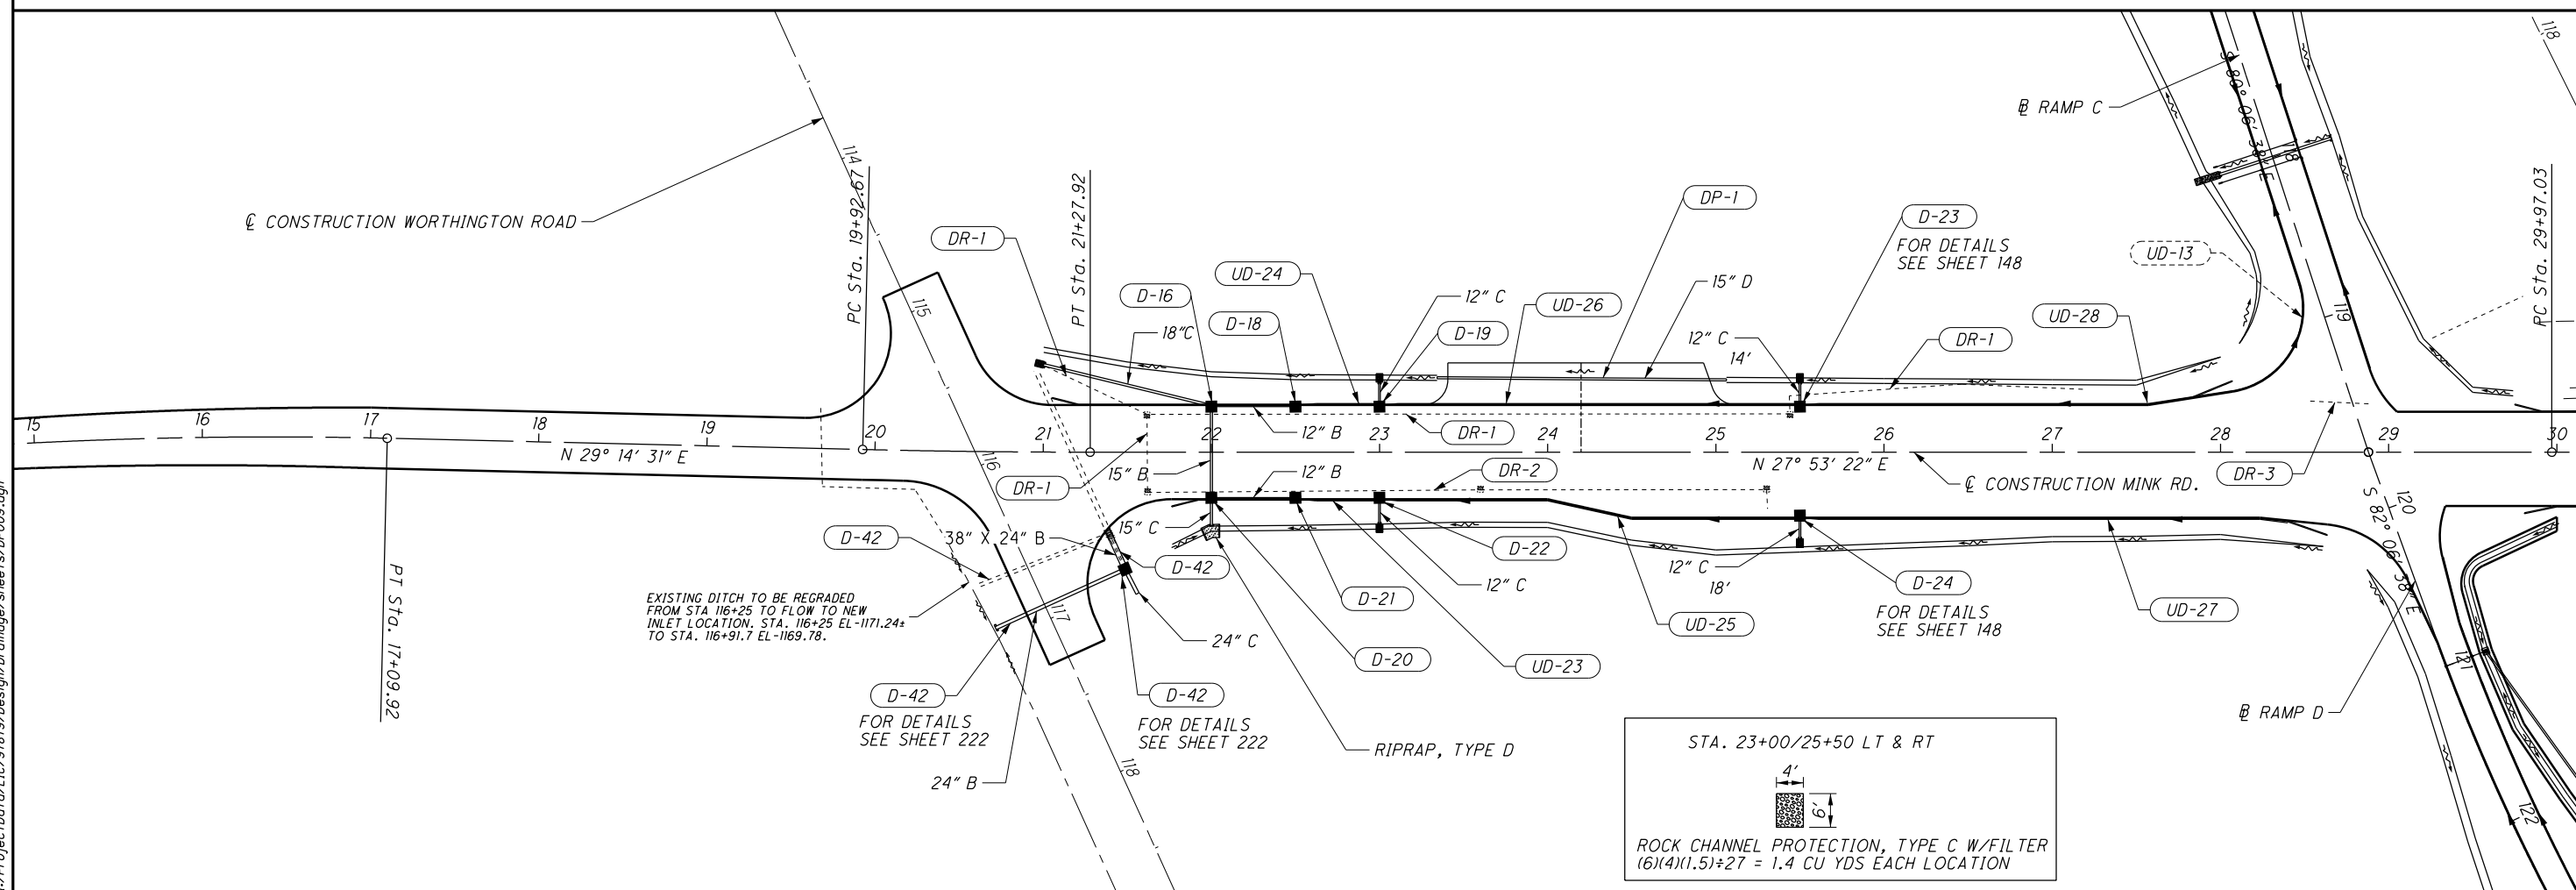 118
℄ CONSTRUCTION WORTHINGTON ROAD
114
PC Sta. 19+92.67
115
DR-1
PT Sta. 21+27.92
18"C
D-16
UD-24
D-18
12" C
D-19
UD-26
DP-1
15" D
D-23
FOR DETAILS
SEE SHEET 148
12" C
14'
DR-1
UD-28
UD-13
℄ RAMP C
118
119
PC Sta. 29+97.03
15
16
17
18
19
20
21
22
23
24
25
26
27
28
29
30
N 29° 14' 31" E
12" B
DR-1
15" B
12" B
DR-2
N 27° 53' 22" E
℄ CONSTRUCTION MINK RD.
DR-3
DR-1
116
15" C
D-42
38" X 24" B
D-42
D-22
12" C
12" C
18'
D-24
FOR DETAILS
SEE SHEET 148
UD-27
120
S 82° 06' 38" E
121
PT Sta. 17+09.92
EXISTING DITCH TO BE REGRADED
FROM STA 116+25 TO FLOW TO NEW
INLET LOCATION. STA. 116+25 EL-1171.24±
TO STA. 116+91.7 EL-1169.78.
117
D-21
UD-25
24" C
D-20
UD-23
D-42
FOR DETAILS
SEE SHEET 222
D-42
FOR DETAILS
SEE SHEET 222
24" B
118
RIPRAP, TYPE D
℄ RAMP D
122
STA. 23+00/25+50 LT & RT
4'
6'
ROCK CHANNEL PROTECTION, TYPE C W/FILTER
(6)(4)(1.5)÷27 = 1.4 CU YDS EACH LOCATION